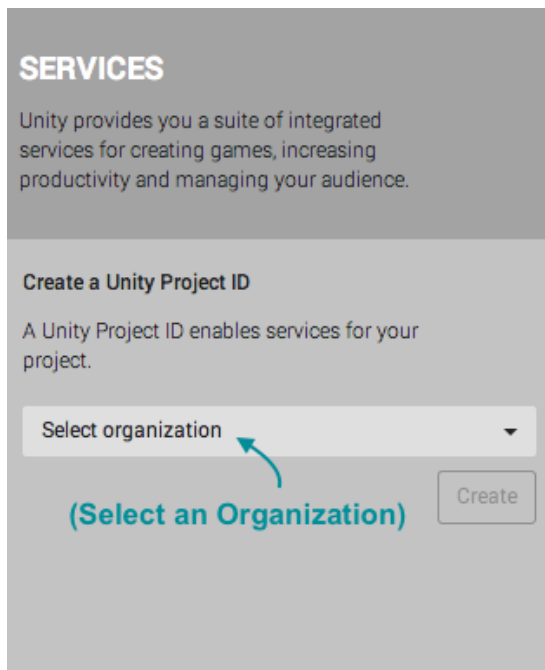 SERVICES
Unity provides you a suite of integrated
services for creating games, increasing
productivity and managing your audience.
Create a Unity Project ID
A Unity Project ID enables services for your
project.
Select organization
(Select an Organization)
Create